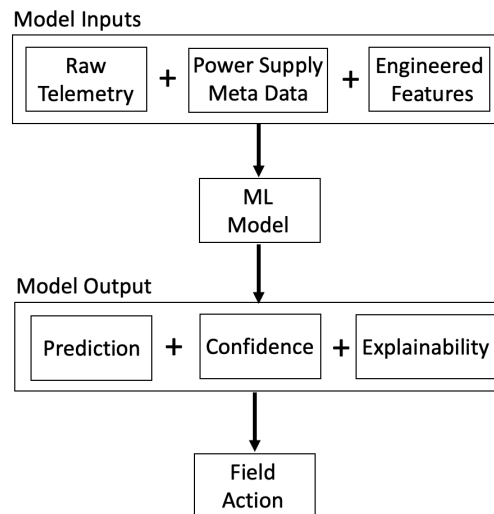 Model Inputs
Raw + Power Supply + Engineered
Telemetry Meta Data Features
ML
Model
Model Output
Prediction + Confidence + Explainability
Field
Action